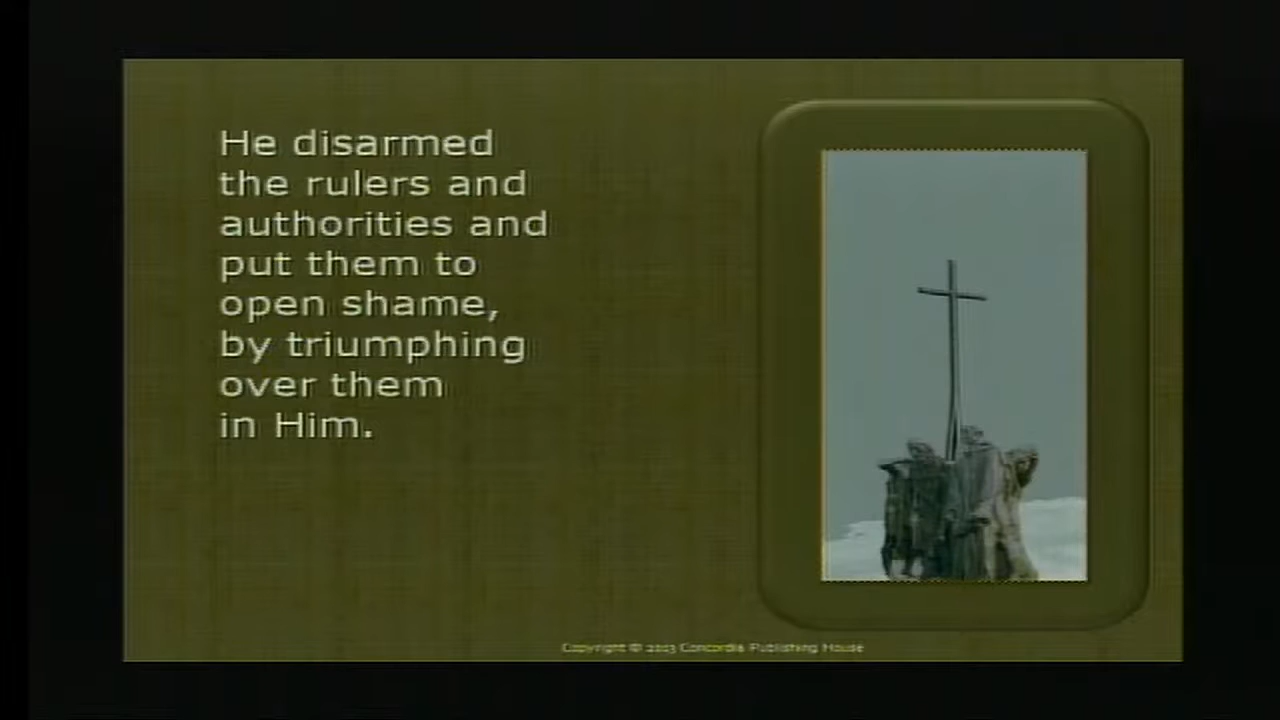 He disarmed
the rulers and
authorities and
put them to
open shame,
by triumphing
over them
in Him.
Copyright © 2013 Concordia Publishing House